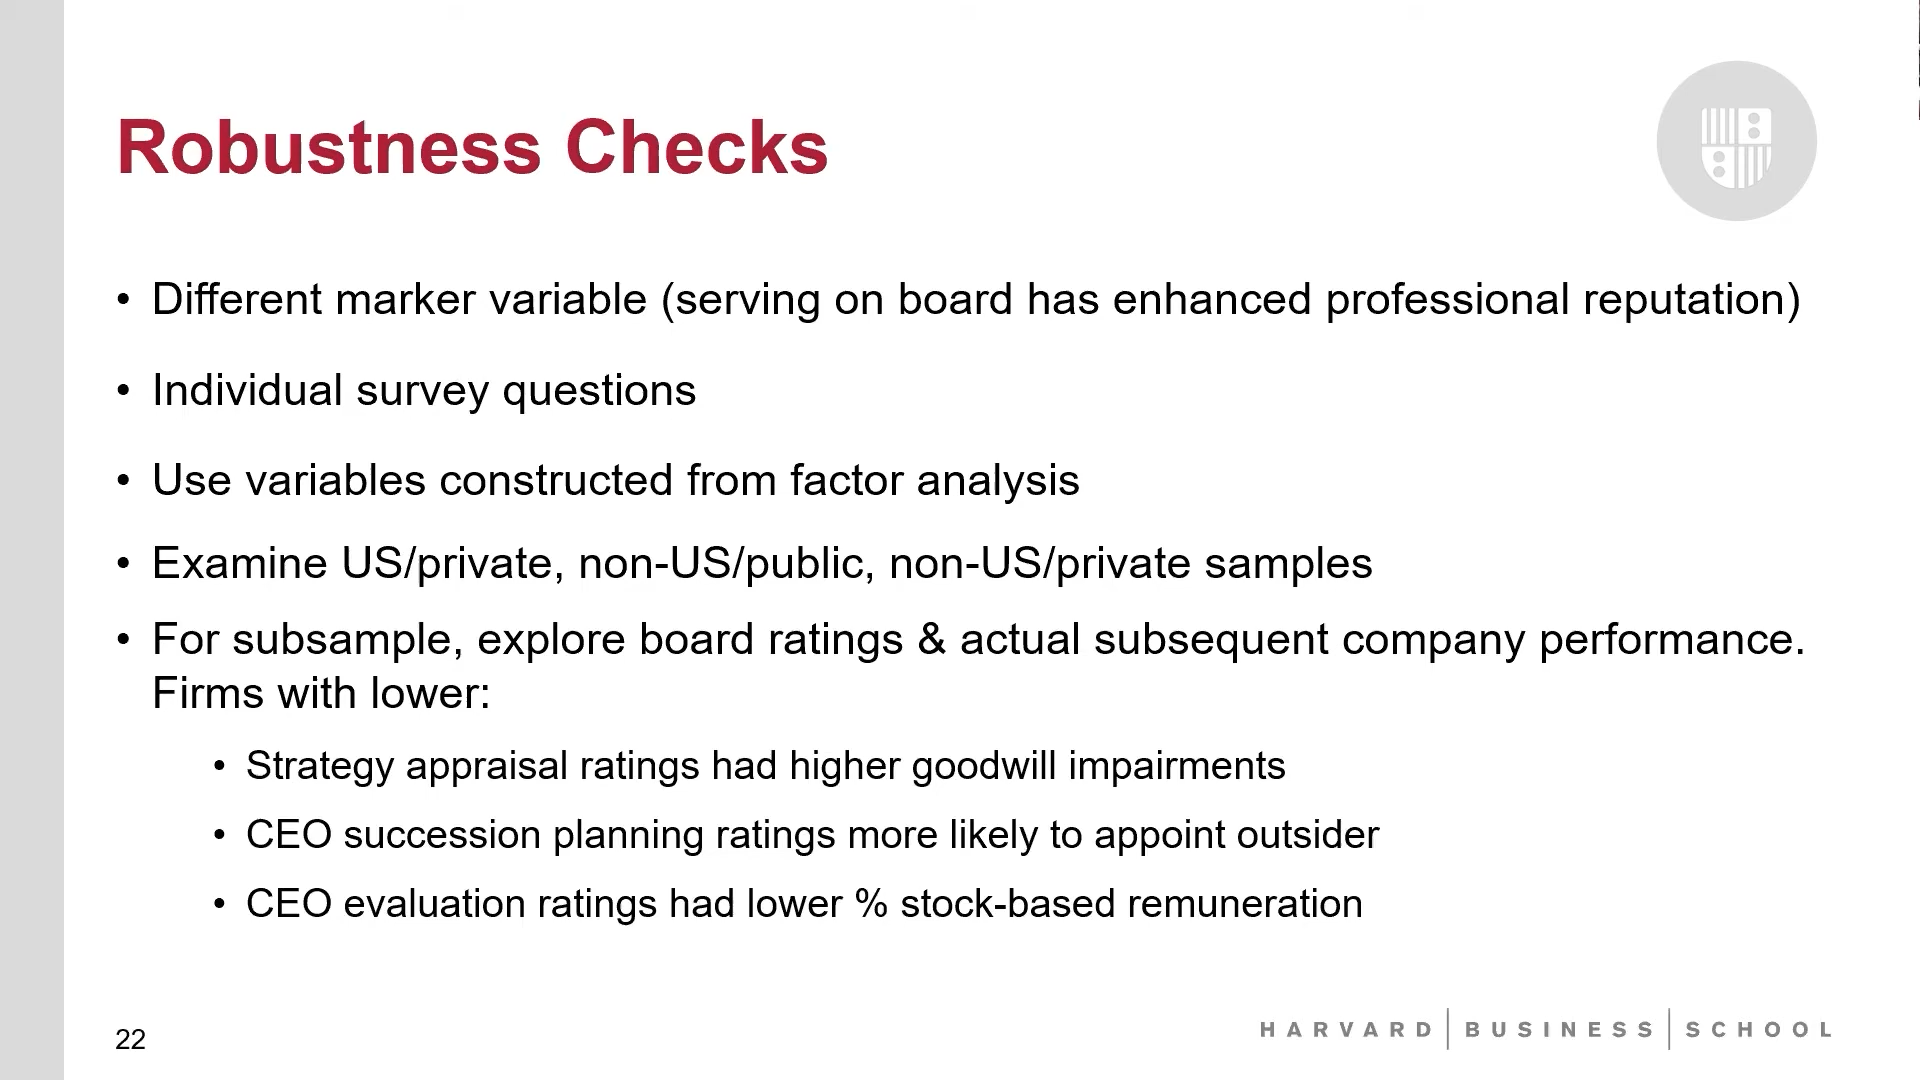 Robustness Checks
• Different marker variable (serving on board has enhanced professional reputation)
• Individual survey questions
• Use variables constructed from factor analysis
• Examine US/private, non-US/public, non-US/private samples
• For subsample, explore board ratings & actual subsequent company performance.
Firms with lower:
• Strategy appraisal ratings had higher goodwill impairments
• CEO succession planning ratings more likely to appoint outsider
• CEO evaluation ratings had lower % stock-based remuneration
22
HARVARD | BUSINESS | SCHOOL